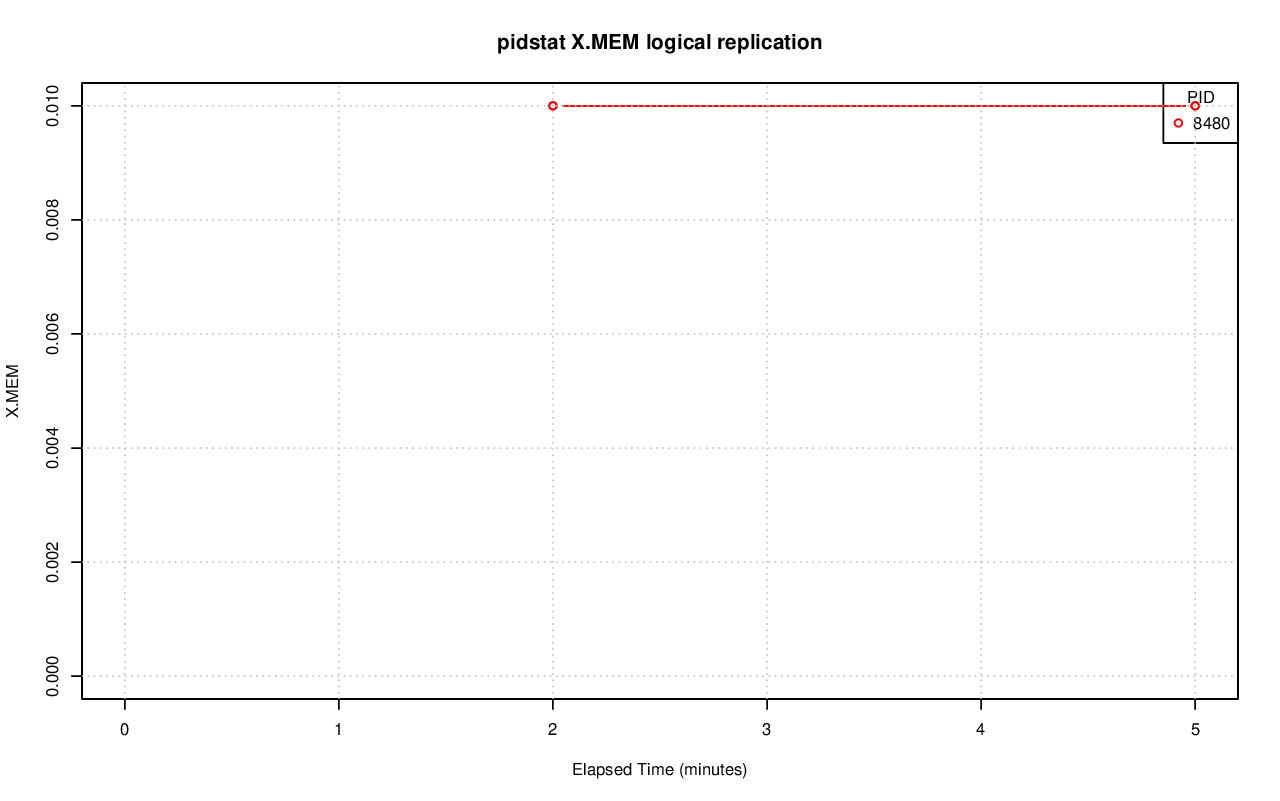 pidstat X.MEM logical replication
PID
8480
X.MEM
0.010
0.008
0.006
0.004
0.002
0.000
0 1 2 3 4 5
Elapsed Time (minutes)